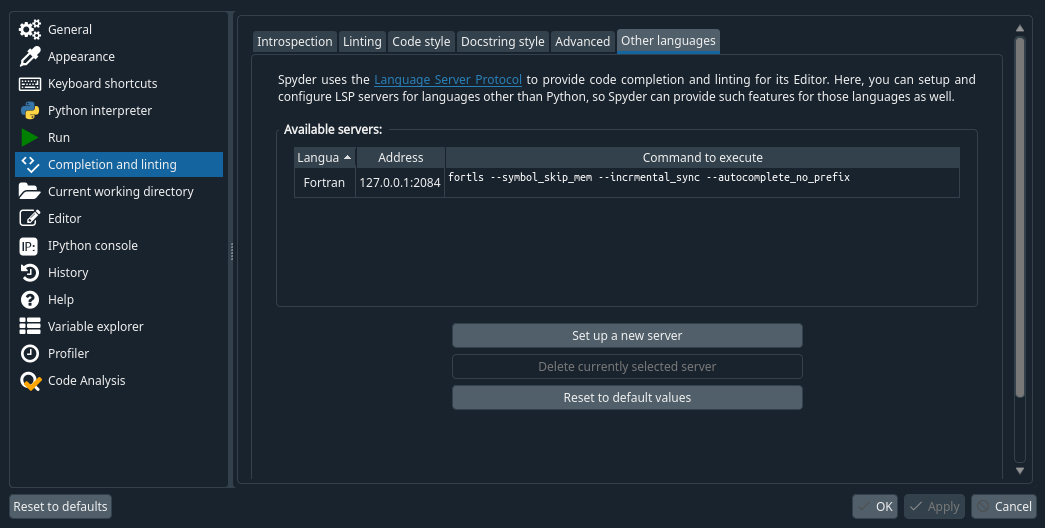 General
Appearance
Keyboard shortcuts
Python interpreter
Run
Completion and linting
Current working directory
Editor
IP: IPython console
History
Help
Variable explorer
Profiler
Code Analysis
Introspection Linting Code style Docstring style Advanced Other languages
Spyder uses the Language Server Protocol to provide code completion and linting for its Editor. Here, you can setup and
configure LSP servers for languages other than Python, so Spyder can provide such features for those languages as well.
Available servers:
Langua Address Command to execute
Fortran 127.0.0.1:2084 fortls --symbol_skip_mem --incrmental_sync --autocomplete_no_prefix
Set up a new server
Delete currently selected server
Reset to default values
Reset to defaults OK Apply Cancel